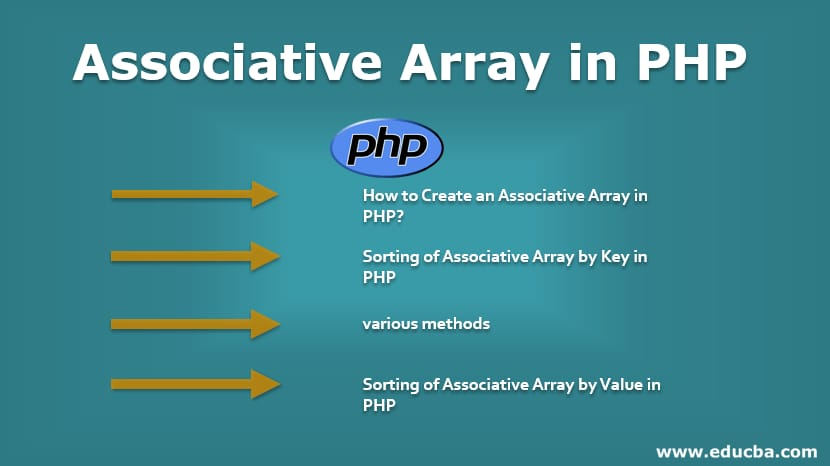 Associative Array in PHP
php
How to Create an Associative Array in
PHP?
Sorting of Associative Array by Key in
PHP
various methods
Sorting of Associative Array by Value in
PHP
www.educba.com